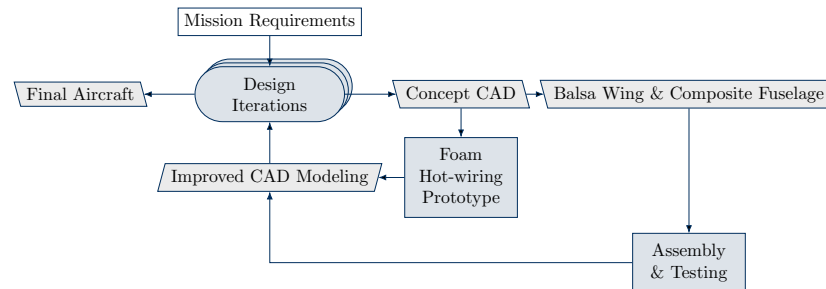 Mission Requirements
Final Aircraft
Design
Iterations
Concept CAD
Balsa Wing & Composite Fuselage
Improved CAD Modeling
Foam
Hot-wiring
Prototype
Assembly
& Testing